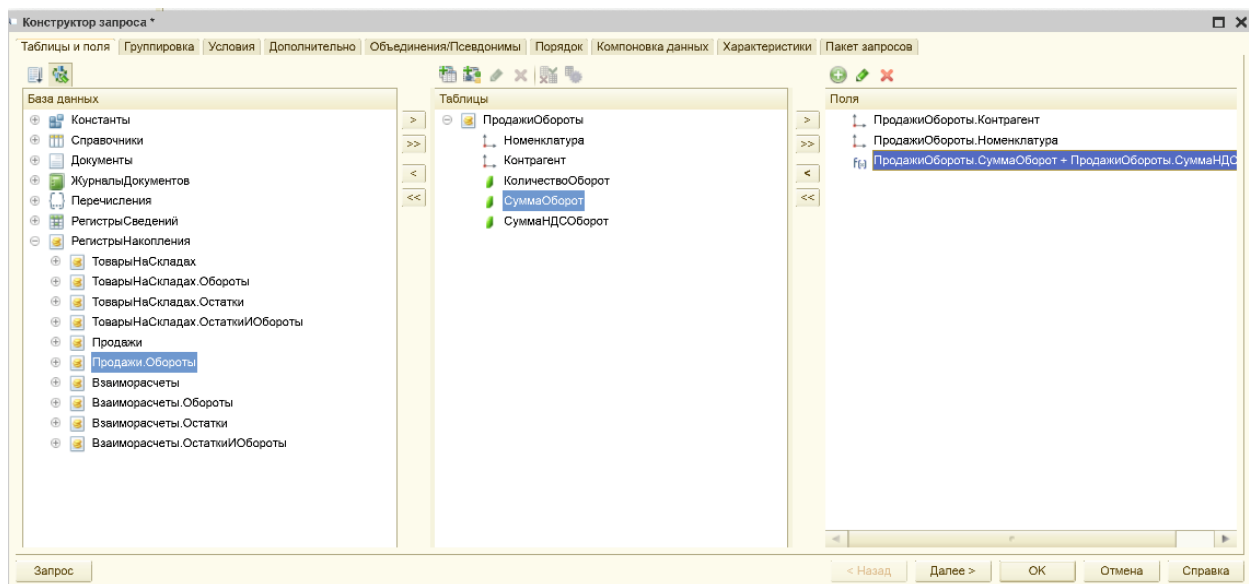 Конструктор запроса *
Таблицы и поля Группировка Условия Дополнительно Объединения/Псевдонимы Порядок Компоновка данных Характеристики Пакет запросов
База данных
Константы
Справочники
Документы
ЖурналыДокументов
Перечисления
РегистрыСведений
РегистрыНакопления
ТоварыНаСкладах
ТоварыНаСкладах.Обороты
ТоварыНаСкладах.Остатки
ТоварыНаСкладах.ОстаткиИОбороты
Продажи
Продажи.Обороты
Взаиморасчеты
Взаиморасчеты.Обороты
Взаиморасчеты.Остатки
Взаиморасчеты.ОстаткиИОбороты
> >> < <<
Таблицы
ПродажиОбороты
Номенклатура
Контрагент
КоличествоОборот
СуммаОборот
СуммаНДСОборот
> >> < <<
Поля
ПродажиОбороты.Контрагент
ПродажиОбороты.Номенклатура
ПродажиОбороты.СуммаОборот + ПродажиОбороты.СуммаНДС
Запрос < Назад Далее > ОК Отмена Справка